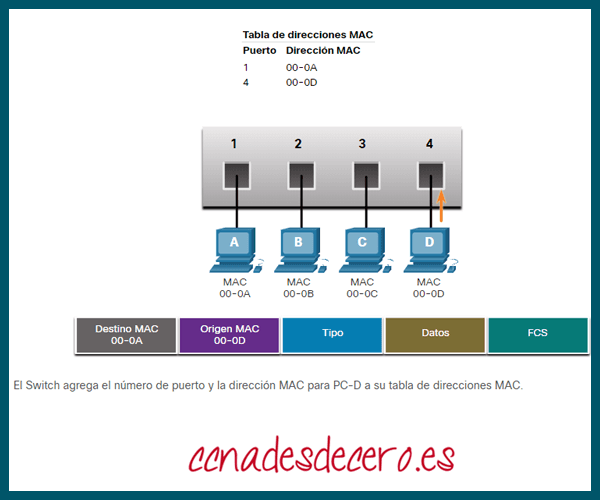 Tabla de direcciones MAC
Puerto Dirección MAC
1 00-0A
4 00-0D
1 2 3 4
A B C D
MAC MAC MAC MAC
00-0A 00-0B 00-0C 00-0D
Destino MAC Origen MAC Tipo Datos FCS
00-0A 00-0D
El Switch agrega el número de puerto y la dirección MAC para PC-D a su tabla de direcciones MAC.
ccnadesdecero.es